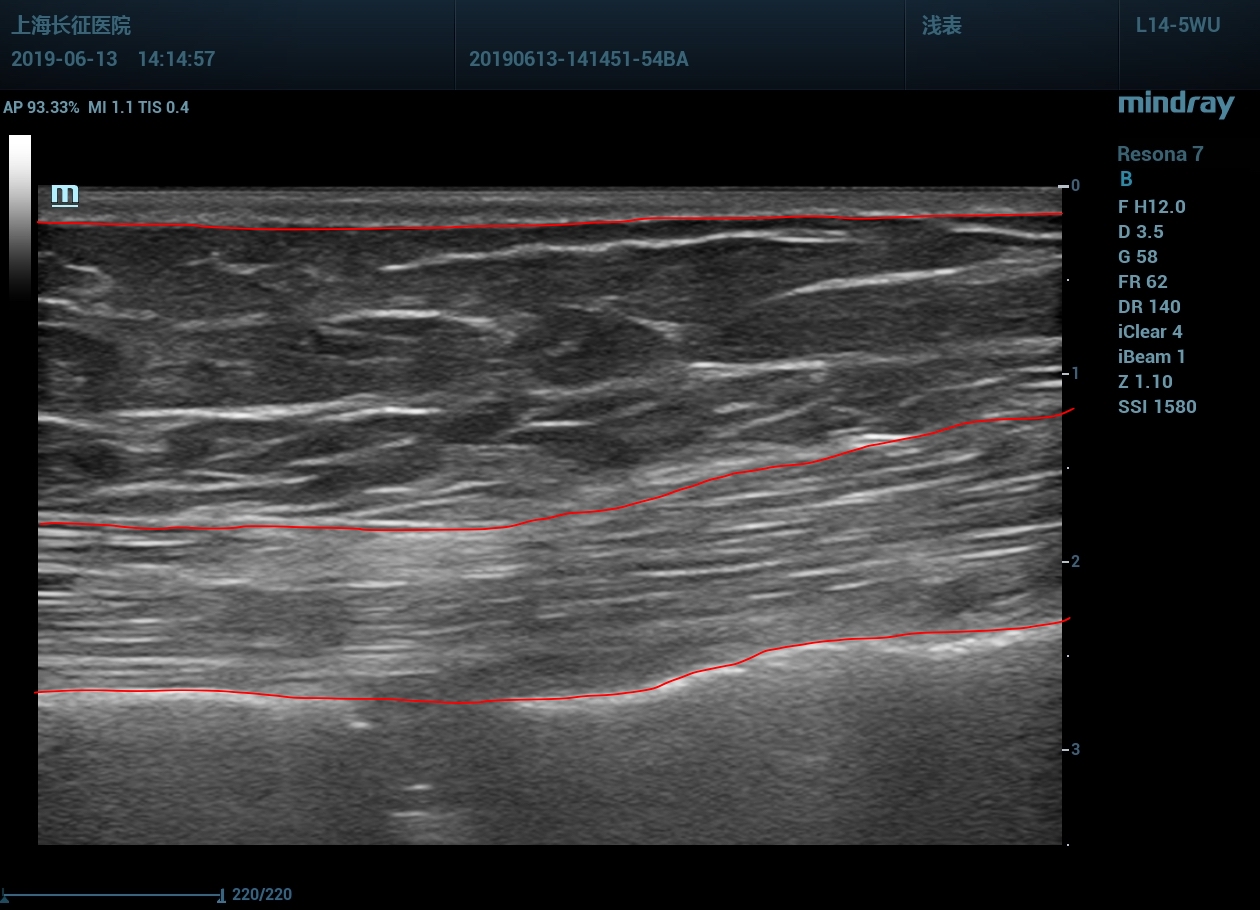 上海长征医院
浅表
L14-5WU
2019-06-13 14:14:57
20190613-141451-54BA
AP 93.33% MI 1.1 TIS 0.4
mindray
Resona 7
B
F H12.0
D 3.5
G 58
FR 62
DR 140
iClear 4
iBeam 1
Z 1.10
SSI 1580
m
0
1
2
3
220/220